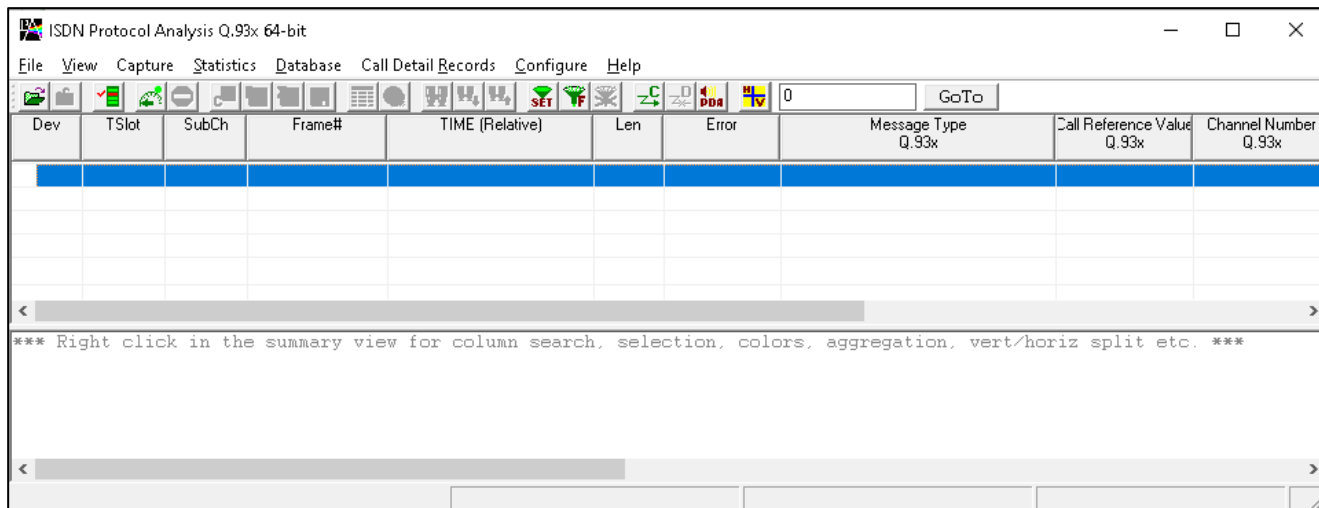 ISDN Protocol Analysis Q.93x 64-bit
File View Capture Statistics Database Call Detail Records Configure Help
SET F C D PDA H V 0 GoTo
Dev TSlot SubCh Frame# TIME (Relative) Len Error Message Type Call Reference Value Channel Number
Q.93x Q.93x Q.93x
*** Right click in the summary view for column search, selection, colors, aggregation, vert/horiz split etc. ***